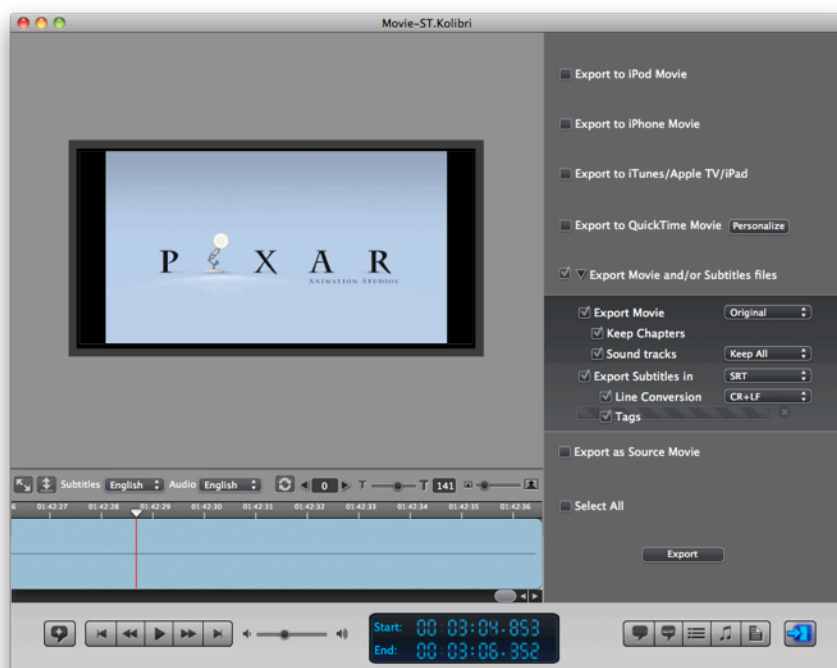 Movie-ST.Kolibri
Export to iPod Movie
Export to iPhone Movie
Export to iTunes/Apple TV/iPad
Export to QuickTime Movie Personalize
Export Movie and/or Subtitles files
Export Movie Original
Keep Chapters
Sound tracks Keep All
Export Subtitles in SRT
Line Conversion CR+LF
Tags
Export as Source Movie
Select All
Export
PIXAR
ANIMATION STUDIOS
Subtitles English Audio English 0 T T 141
6 01:42:27 01:42:28 01:42:29 01:42:30 01:42:31 01:42:32 01:42:33 01:42:34 01:42:35 01:42:36
Start: 00:03:04.853
End: 00:03:06.352